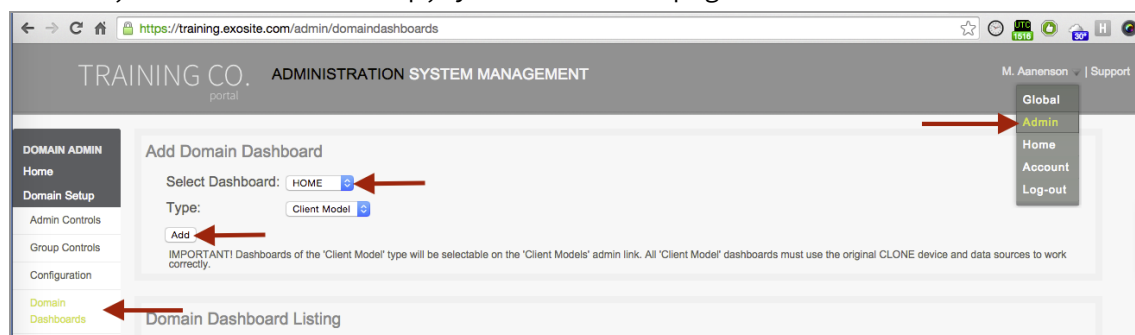 https://training.exosite.com/admin/domaindashboards
UTC
1516
30°
H
TRAINING CO.
portal
ADMINISTRATION SYSTEM MANAGEMENT
M. Aanenson | Support
Global
Admin
Home
Account
Log-out
DOMAIN ADMIN
Home
Domain Setup
Admin Controls
Group Controls
Configuration
Domain
Dashboards
Add Domain Dashboard
Select Dashboard: HOME
Type: Client Model
Add
IMPORTANT! Dashboards of the 'Client Model' type will be selectable on the 'Client Models' admin link. All 'Client Model' dashboards must use the original CLONE device and data sources to work
correctly.
Domain Dashboard Listing